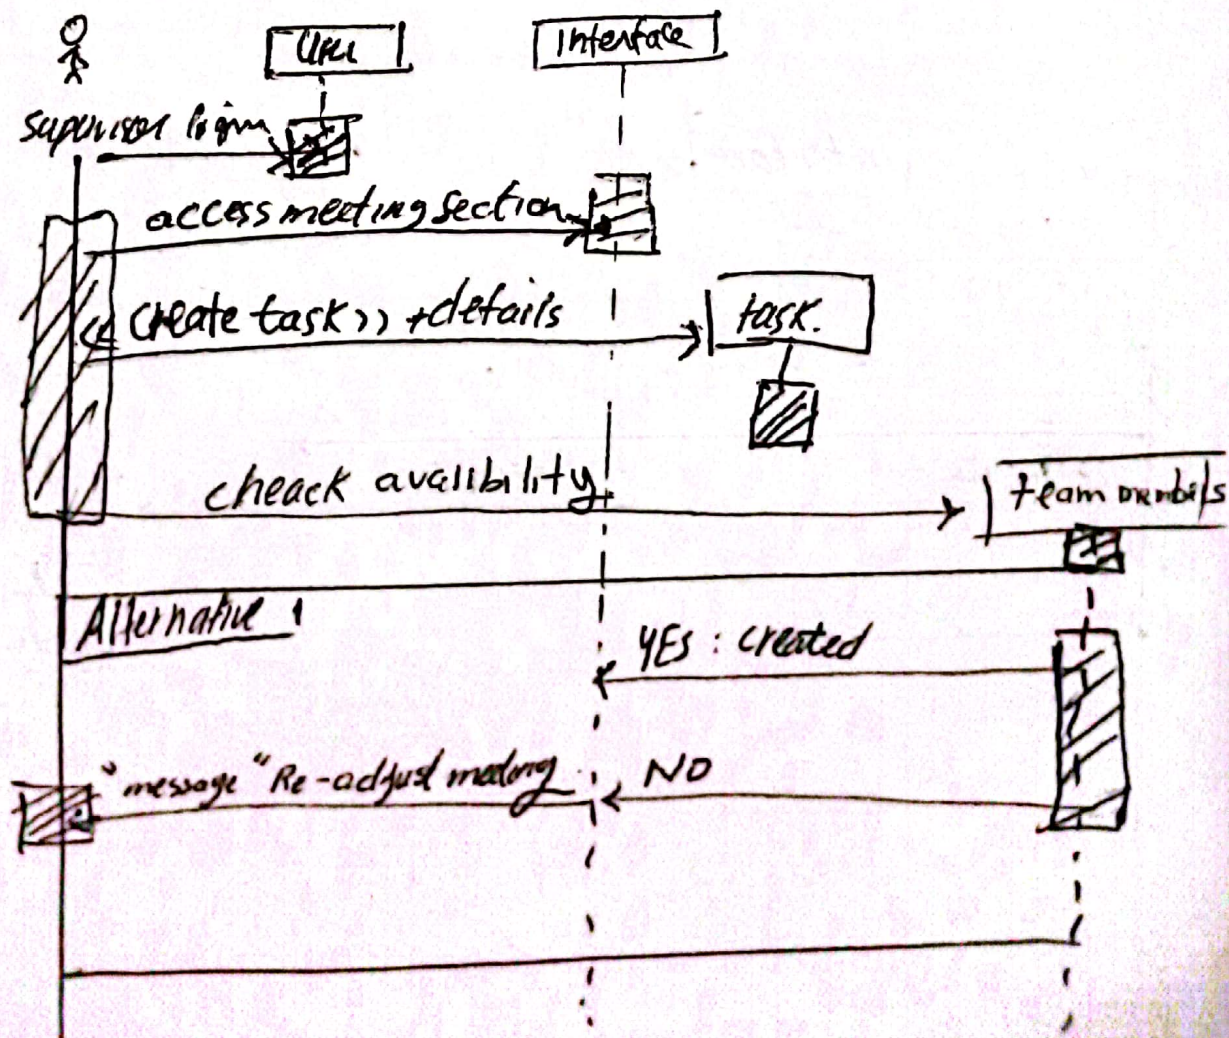 User
Interface
supervisor login
access meeting section
<< Create task >> + details
task.
cheack avalibility
team
Alternative
YES : created
"message" Re-adjust meeting
NO